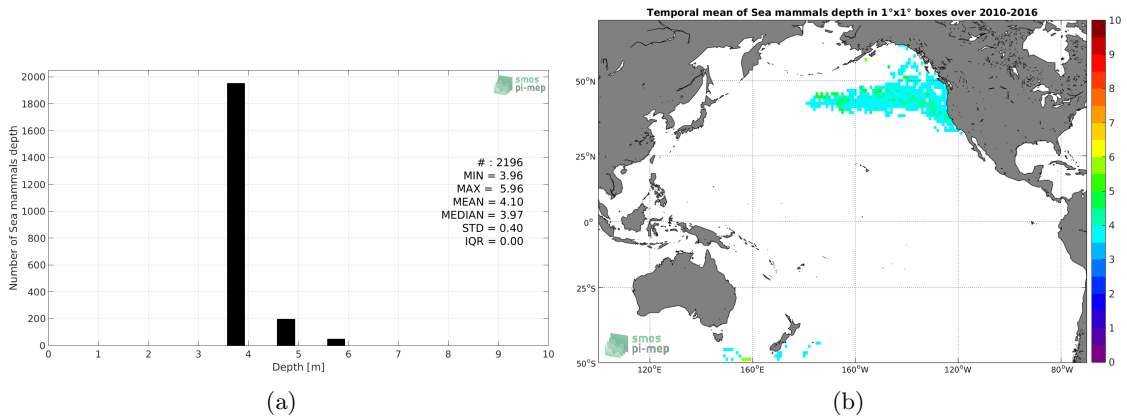 2000
1800
1600
1400
1200
1000
800
600
400
200
0
Number of Sea mammals depth
0 1 2 3 4 5 6 7 8 9 10
Depth [m]
smos
pi-mep
# : 2196
MIN = 3.96
MAX = 5.96
MEAN = 4.10
MEDIAN = 3.97
STD = 0.40
IQR = 0.00
(a)
Temporal mean of Sea mammals depth in 1°x1° boxes over 2010-2016
50°N
25°N
0°
25°S
50°S
120°E 160°E 160°W 120°W 80°W
smos
pi-mep
10
9
8
7
6
5
4
3
2
1
0
(b)